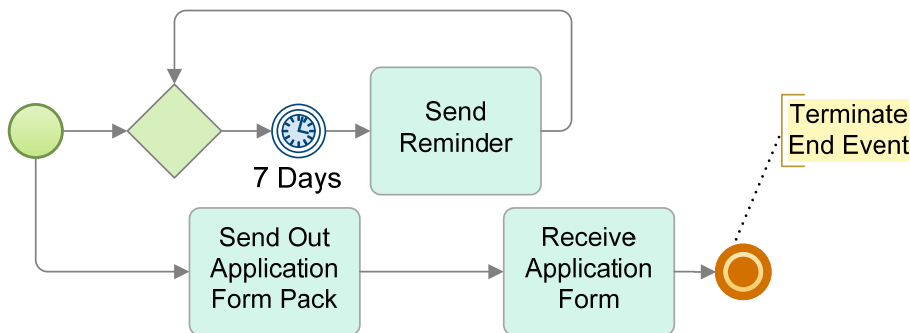 Send
Reminder
7 Days
Terminate
End Event
Send Out
Application
Form Pack
Receive
Application
Form